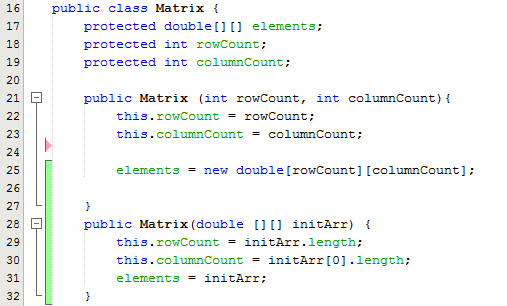 16 public class Matrix {
17     protected double[][] elements;
18     protected int rowCount;
19     protected int columnCount;
20
21     public Matrix (int rowCount, int columnCount){
22         this.rowCount = rowCount;
23         this.columnCount = columnCount;
24
25         elements = new double[rowCount][columnCount];
26
27     }
28     public Matrix(double [][] initArr) {
29         this.rowCount = initArr.length;
30         this.columnCount = initArr[0].length;
31         elements = initArr;
32     }